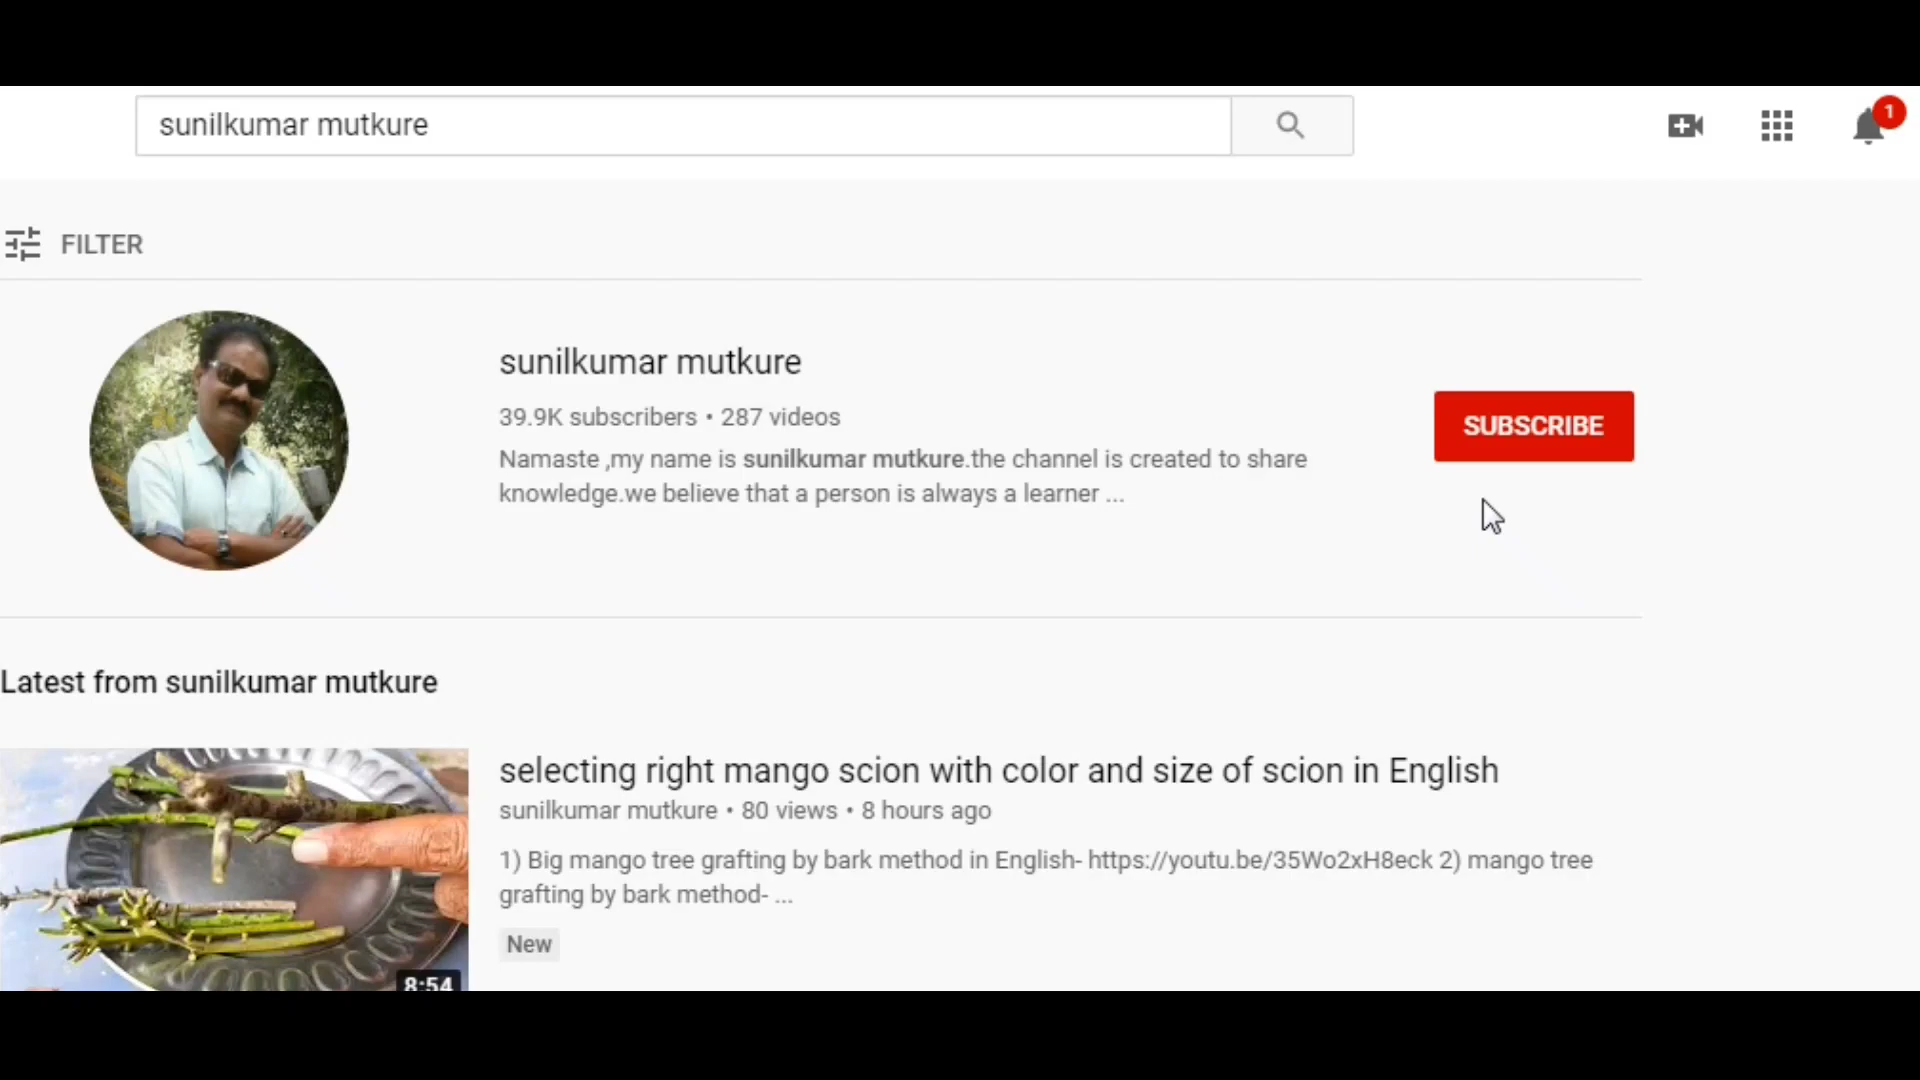 sunilkumar mutkure
1
FILTER
sunilkumar mutkure
39.9K subscribers • 287 videos
Namaste ,my name is sunilkumar mutkure.the channel is created to share
knowledge.we believe that a person is always a learner ...
SUBSCRIBE
Latest from sunilkumar mutkure
selecting right mango scion with color and size of scion in English
sunilkumar mutkure • 80 views • 8 hours ago
1) Big mango tree grafting by bark method in English- https://youtu.be/35Wo2xH8eck 2) mango tree
grafting by bark method- ...
New
8:54